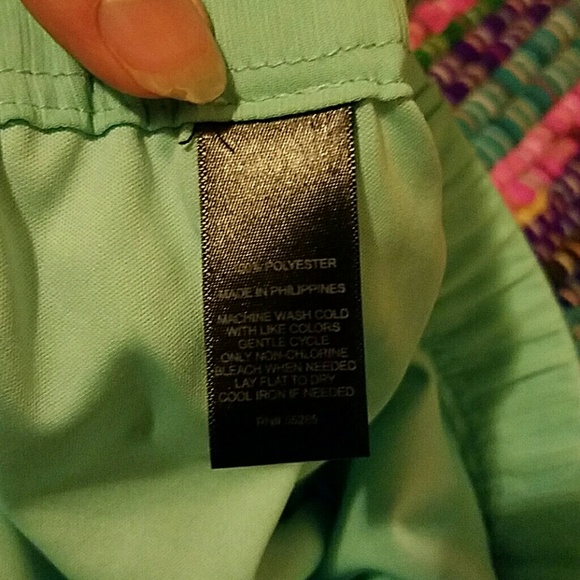 POLYESTER
MADE IN PHILIPPINES
MACHINE WASH COLD
WITH LIKE COLORS
GENTLE CYCLE
ONLY NON-CHLORINE
BLEACH WHEN NEEDED
LAY FLAT TO DRY
COOL IRON IF NEEDED
RN#